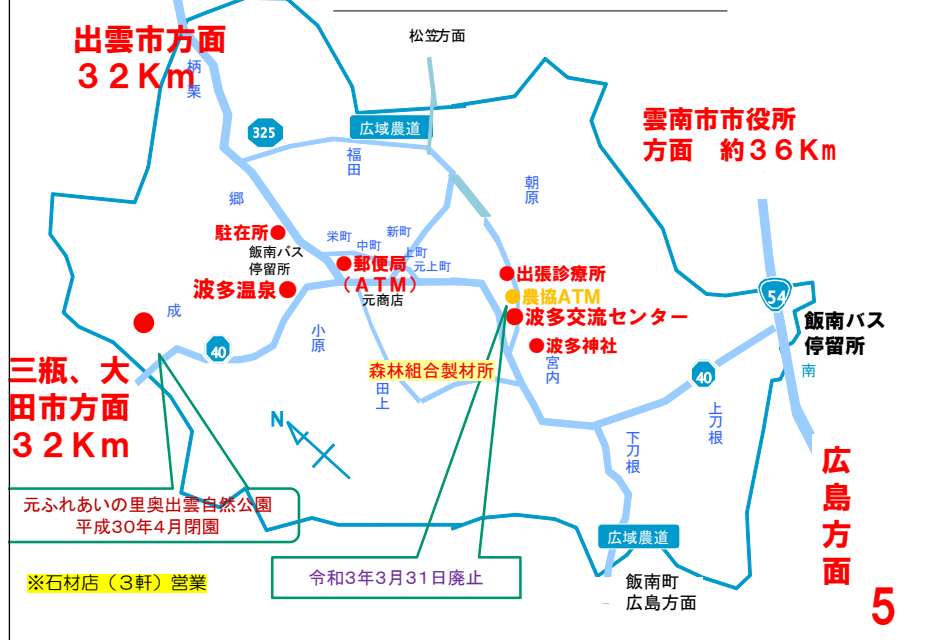 松笠方面
出雲市方面
３２Km
柄栗
325
広域農道
福田
雲南市市役所
方面　約３６Km
朝原
郷
駐在所
飯南バス
停留所
栄町
中町
新町
上町
元上町
郵便局
（ＡＴＭ）
元商店
波多温泉
出張診療所
農協ATM
波多交流センター
波多神社
宮内
54
飯南バス
停留所
南
成
40
小原
三瓶、大
田市方面
３２Km
森林組合製材所
田上
40
上刀根
下刀根
N
広島方面
元ふれあいの里奥出雲自然公園
平成30年4月閉園
広域農道
令和3年3月31日廃止
※石材店（３軒）営業
飯南町
広島方面
5